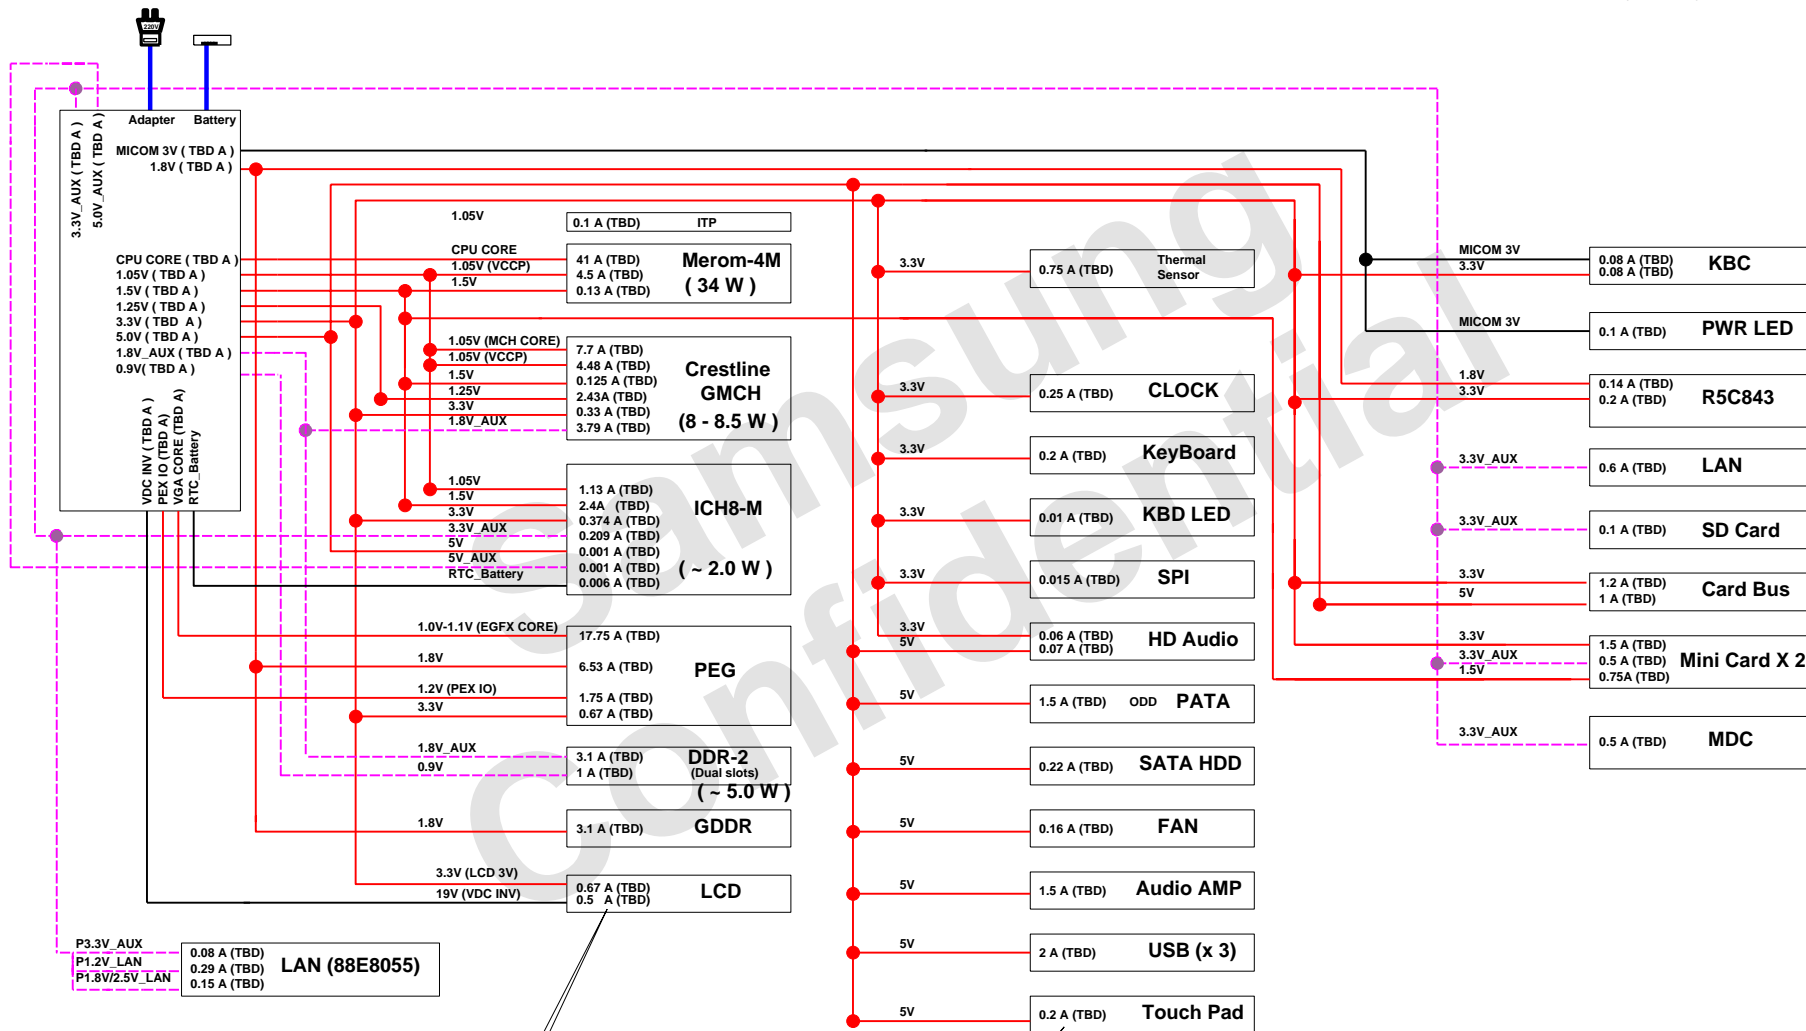 220V
Adapter Battery
3.3V_AUX (TBD A )
5.0V_AUX ( TBD A )
MICOM 3V ( TBD A )
1.8V ( TBD A )
CPU CORE ( TBD A )
1.05V ( TBD A )
1.5V ( TBD A )
1.25V ( TBD A )
3.3V ( TBD A )
5.0V ( TBD A )
1.8V_AUX ( TBD A )
0.9V( TBD A )
VDC INV ( TBD A )
PEX IO (TBD A)
VGA CORE (TBD A)
RTC_Battery
1.05V
0.1 A (TBD) ITP
CPU CORE
1.05V (VCCP)
1.5V
41 A (TBD)
4.5 A (TBD)
0.13 A (TBD)
Merom-4M
( 34 W )
1.05V (MCH CORE)
1.05V (VCCP)
1.5V
1.25V
3.3V
1.8V_AUX
7.7 A (TBD)
4.48 A (TBD)
0.125 A (TBD)
2.43A (TBD)
0.33 A (TBD)
3.79 A (TBD)
Crestline
GMCH
(8 - 8.5 W )
1.05V
1.5V
3.3V
3.3V_AUX
5V
5V_AUX
RTC_Battery
1.13 A (TBD)
2.4A (TBD)
0.374 A (TBD)
0.209 A (TBD)
0.001 A (TBD)
0.001 A (TBD)
0.006 A (TBD)
ICH8-M
( ~ 2.0 W )
1.0V-1.1V (EGFX CORE)
1.8V
1.2V (PEX IO)
3.3V
17.75 A (TBD)
6.53 A (TBD)
1.75 A (TBD)
0.67 A (TBD)
PEG
1.8V_AUX
0.9V
3.1 A (TBD)
1 A (TBD)
DDR-2
(Dual slots)
( ~ 5.0 W )
1.8V
3.1 A (TBD) GDDR
3.3V (LCD 3V)
19V (VDC INV)
0.67 A (TBD)
0.5 A (TBD)
LCD
P3.3V_AUX
P1.2V_LAN
P1.8V/2.5V_LAN
0.08 A (TBD)
0.29 A (TBD)
0.15 A (TBD)
LAN (88E8055)
3.3V
0.75 A (TBD)
Thermal
Sensor
3.3V
0.25 A (TBD) CLOCK
3.3V
0.2 A (TBD) KeyBoard
3.3V
0.01 A (TBD) KBD LED
3.3V
0.015 A (TBD) SPI
3.3V
5V
0.06 A (TBD)
0.07 A (TBD)
HD Audio
5V
1.5 A (TBD) ODD PATA
5V
0.22 A (TBD) SATA HDD
5V
0.16 A (TBD) FAN
5V
1.5 A (TBD) Audio AMP
5V
2 A (TBD) USB (x 3)
5V
0.2 A (TBD) Touch Pad
MICOM 3V
3.3V
0.08 A (TBD)
0.08 A (TBD)
KBC
MICOM 3V
0.1 A (TBD) PWR LED
1.8V
3.3V
0.14 A (TBD)
0.2 A (TBD)
R5C843
3.3V_AUX
0.6 A (TBD) LAN
3.3V_AUX
0.1 A (TBD) SD Card
3.3V
5V
1.2 A (TBD)
1 A (TBD)
Card Bus
3.3V
3.3V_AUX
1.5V
1.5 A (TBD)
0.5 A (TBD)
0.75A (TBD)
Mini Card X 2
3.3V_AUX
0.5 A (TBD) MDC
Samsung
Confidential